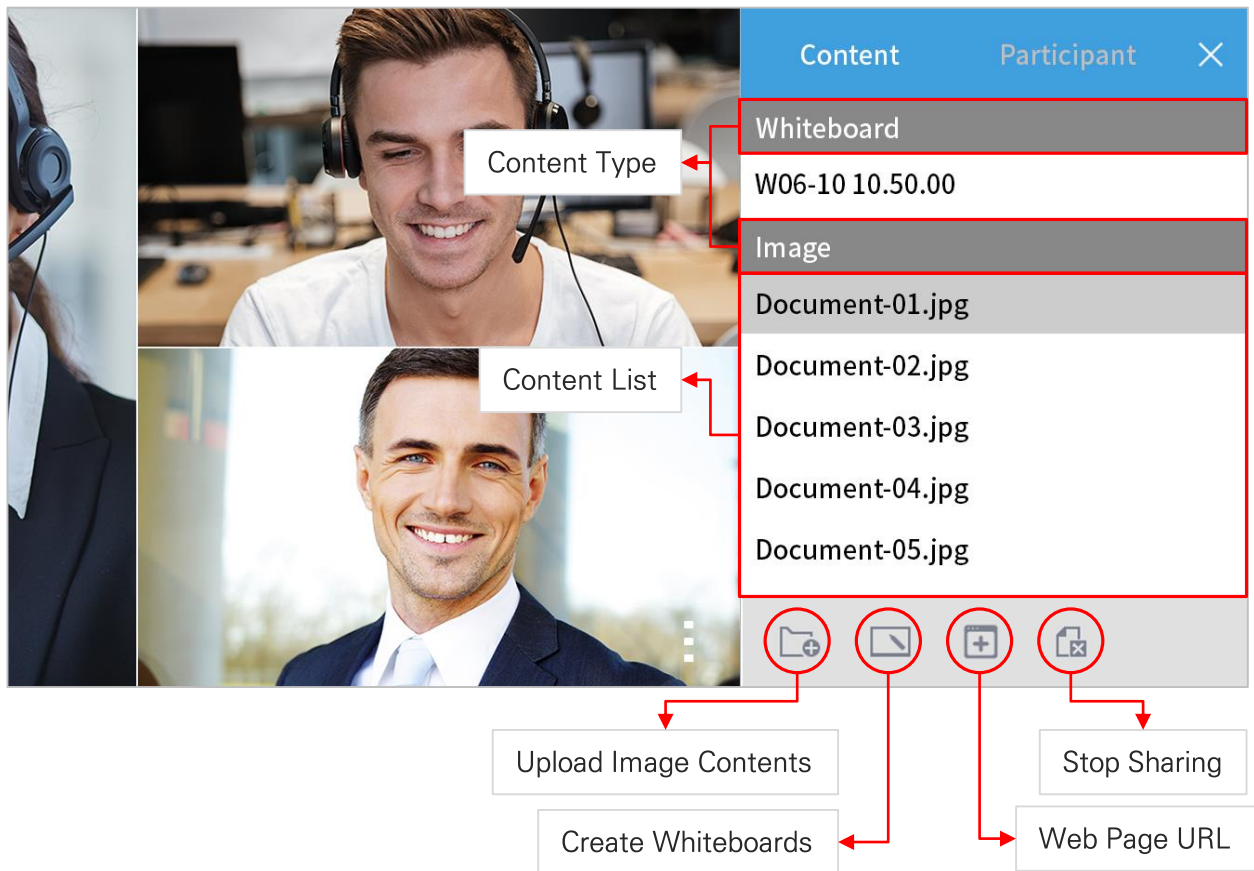 Content Participant
Whiteboard
Content Type
W06-10 10.50.00
Image
Document-01.jpg
Document-02.jpg
Content List
Document-03.jpg
Document-04.jpg
Document-05.jpg
Upload Image Contents
Stop Sharing
Create Whiteboards
Web Page URL